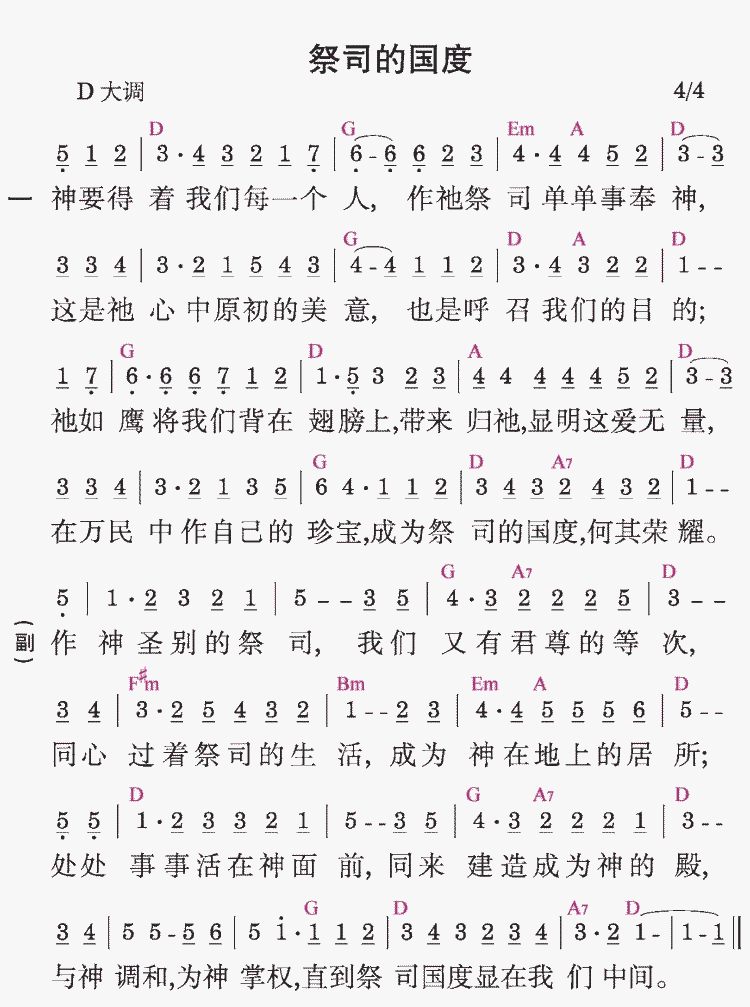 祭司的国度
D 大调 4/4
D G Em A D
5 1 2 | 3 · 4 3 2 1 7 | 6 - 6 6 2 3 | 4 · 4 4 5 2 | 3 - 3
一 神要得 着 我们每一个 人, 作祂祭 司 单单事奉 神,
G D A D
3 3 4 | 3 · 2 1 5 4 3 | 4 - 4 1 1 2 | 3 · 4 3 2 2 | 1 - -
这是祂 心 中原初的美 意, 也是呼 召 我们的目 的;
G D A D
1 7 | 6 · 6 6 7 1 2 | 1 · 5 3 2 3 | 4 4 4 4 4 5 2 | 3 - 3
祂如 鹰 将我们背在 翅膀上,带来 归祂,显明这爱无 量,
G D A7 D
3 3 4 | 3 · 2 1 3 5 | 6 4 · 1 1 2 | 3 4 3 2 4 3 2 | 1 - -
在万民 中 作自己的 珍宝,成为祭 司的国度,何其荣 耀。
G A7 D
5 | 1 · 2 3 2 1 | 5 - - 3 5 | 4 · 3 2 2 2 5 | 3 - -
(副) 作 神 圣别的祭 司, 我们 又有君尊的等 次,
F♯m Bm Em A D
3 4 | 3 · 2 5 4 3 2 | 1 - - 2 3 | 4 · 4 5 5 5 6 | 5 - -
同心 过着祭司的生 活, 成为 神在地上的居 所;
D G A7 D
5 5 | 1 · 2 3 3 2 1 | 5 - - 3 5 | 4 · 3 2 2 2 1 | 3 - -
处处 事事活在神面 前, 同来 建造成为神的 殿,
G D A7 D
3 4 | 5 5 - 5 6 | 5 i · 1 1 2 | 3 4 3 2 3 4 | 3 · 2 1 - | 1 - 1 ‖
与神 调和,为神 掌权,直到祭 司国度显在我 们 中间。